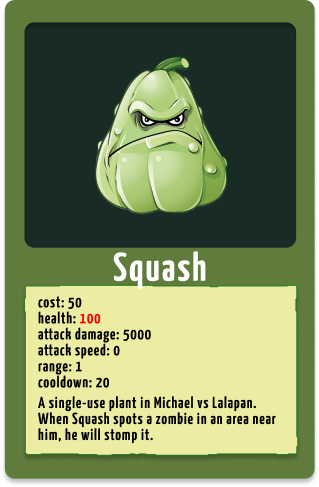 Squash
cost: 50
health: 100
attack damage: 5000
attack speed: 0
range: 1
cooldown: 20
A single-use plant in Michael vs Lalapan.
When Squash spots a zombie in an area near
him, he will stomp it.